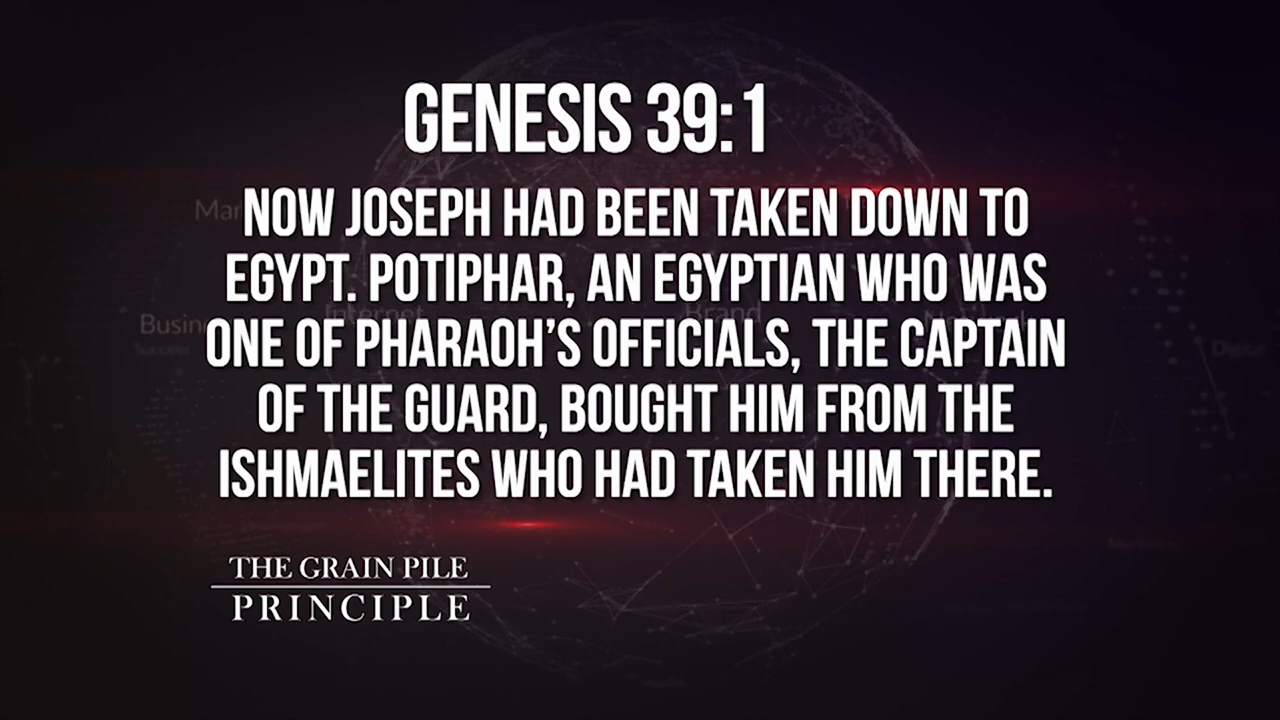 GENESIS 39:1
NOW JOSEPH HAD BEEN TAKEN DOWN TO
EGYPT. POTIPHAR, AN EGYPTIAN WHO WAS
ONE OF PHARAOH’S OFFICIALS, THE CAPTAIN
OF THE GUARD, BOUGHT HIM FROM THE
ISHMAELITES WHO HAD TAKEN HIM THERE.
Internet
Brand
THE GRAIN PILE
PRINCIPLE